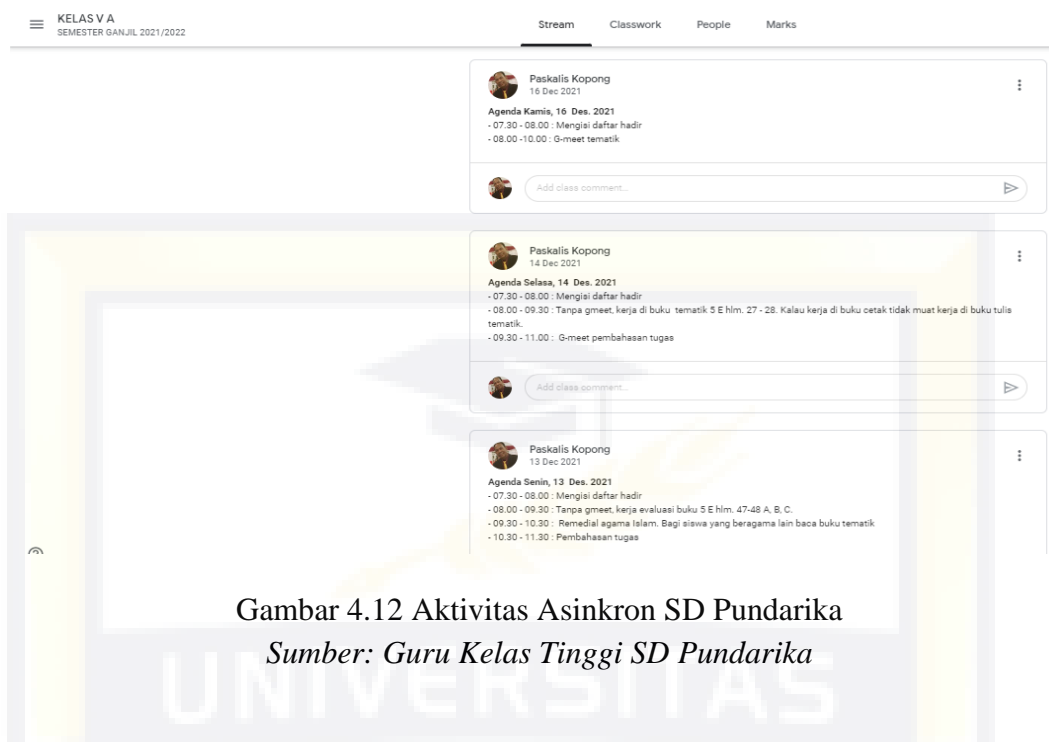 KELAS V A
SEMESTER GANJIL 2021/2022
Stream Classwork People Marks
Paskalis Kopong
16 Dec 2021
Agenda Kamis, 16 Des. 2021
- 07.30 - 08.00 : Mengisi daftar hadir
- 08.00 -10.00 : G-meet tematik
Add class comment...
Paskalis Kopong
14 Dec 2021
Agenda Selasa, 14 Des. 2021
- 07.30 - 08.00 : Mengisi daftar hadir
- 08.00 - 09.30 : Tanpa gmeet, kerja di buku tematik 5 E hlm. 27 - 28. Kalau kerja di buku cetak tidak muat kerja di buku tulis
tematik.
- 09.30 - 11.00 : G-meet pembahasan tugas
Add class comment...
Paskalis Kopong
13 Dec 2021
Agenda Senin, 13 Des. 2021
- 07.30 - 08.00 : Mengisi daftar hadir
- 08.00 - 09.30 : Tanpa gmeet, kerja evaluasi buku 5 E hlm. 47-48 A, B, C.
- 09.30 - 10.30 : Remedial agama Islam. Bagi siswa yang beragama lain baca buku tematik
- 10.30 - 11.30 : Pembahasan tugas
Gambar 4.12 Aktivitas Asinkron SD Pundarika
Sumber: Guru Kelas Tinggi SD Pundarika
UNIVERSITAS